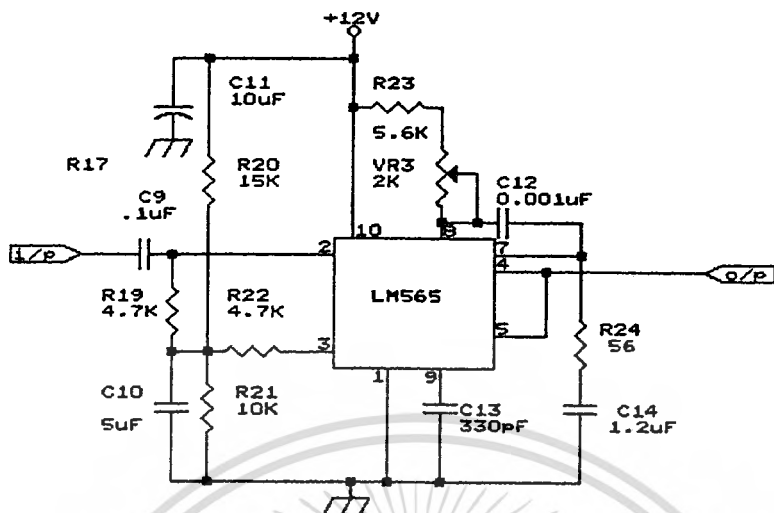 +12V
C11
10uF
R23
5.6K
R17
R20
15K
VR3
2K
C9
.1uF
C12
0.001uF
i/p
2
10
8
7
4
o/p
R19
4.7K
R22
4.7K
LM565
R24
56
5
3
C10
5uF
R21
10K
1
9
C13
330pF
C14
1.2uF